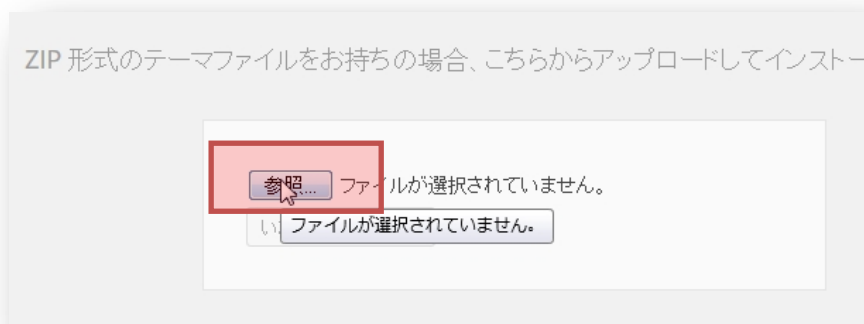 ZIP 形式のテーマファイルをお持ちの場合、こちらからアップロードしてインストー
参照... ファイルが選択されていません。
い
ファイルが選択されていません。